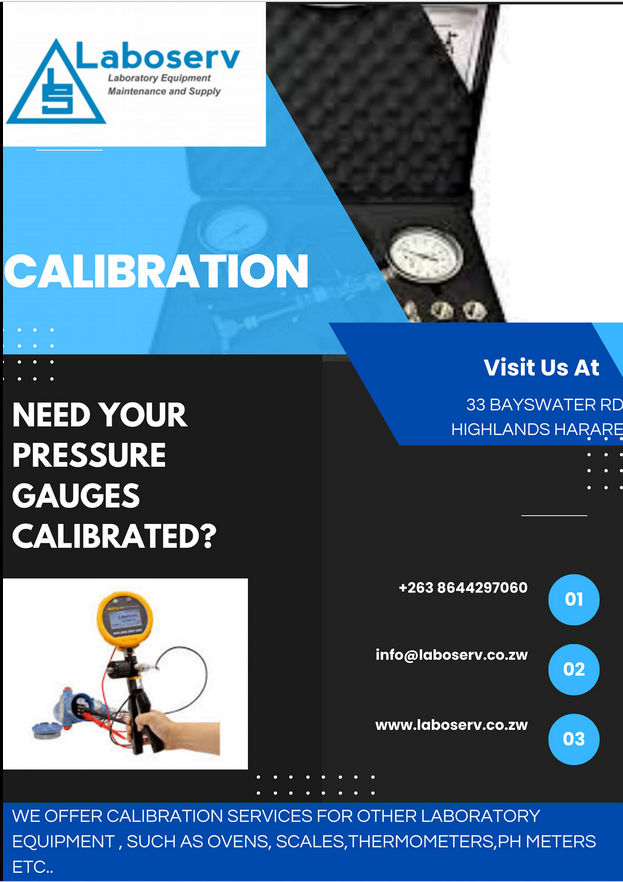 Laboserv
Laboratory Equipment
Maintenance and Supply
CALIBRATION
Visit Us At
33 BAYSWATER RD
HIGHLANDS HARARE
NEED YOUR
PRESSURE
GAUGES
CALIBRATED?
+263 8644297060
01
info@laboserv.co.zw
02
www.laboserv.co.zw
03
WE OFFER CALIBRATION SERVICES FOR OTHER LABORATORY
EQUIPMENT , SUCH AS OVENS, SCALES,THERMOMETERS,PH METERS
ETC..